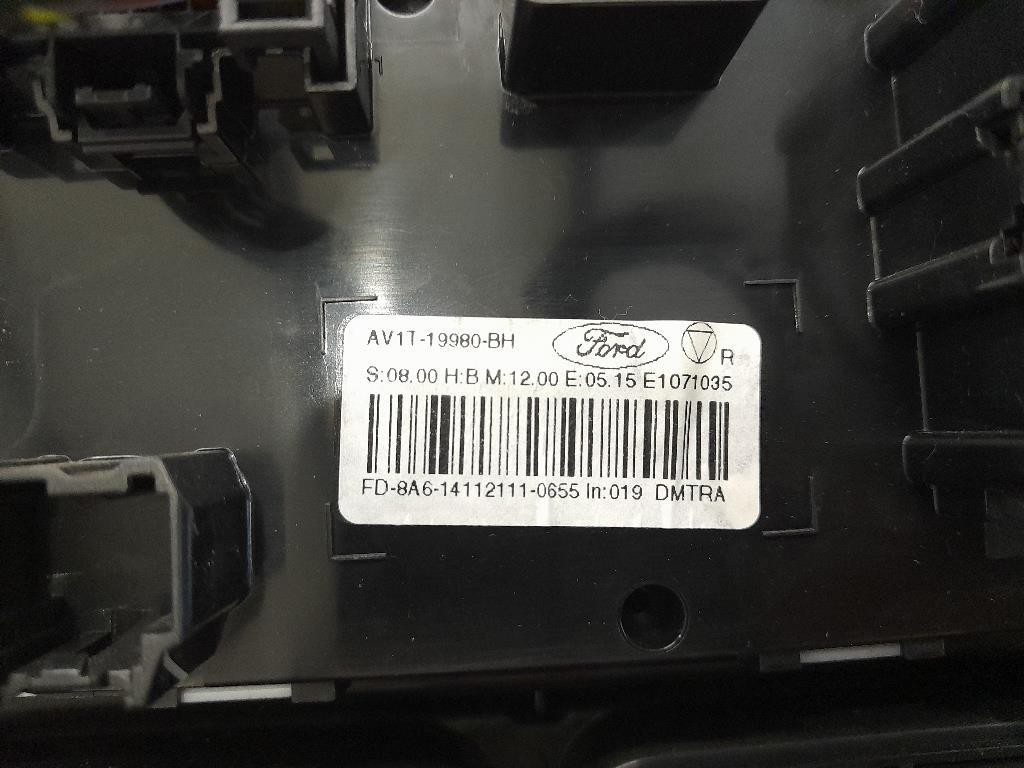 AV1T-19980-BH Ford R
S:08.00 H:B M:12.00 E:05.15 E1071035
FD-8A6-14112111-0655 In:019 DMTRA